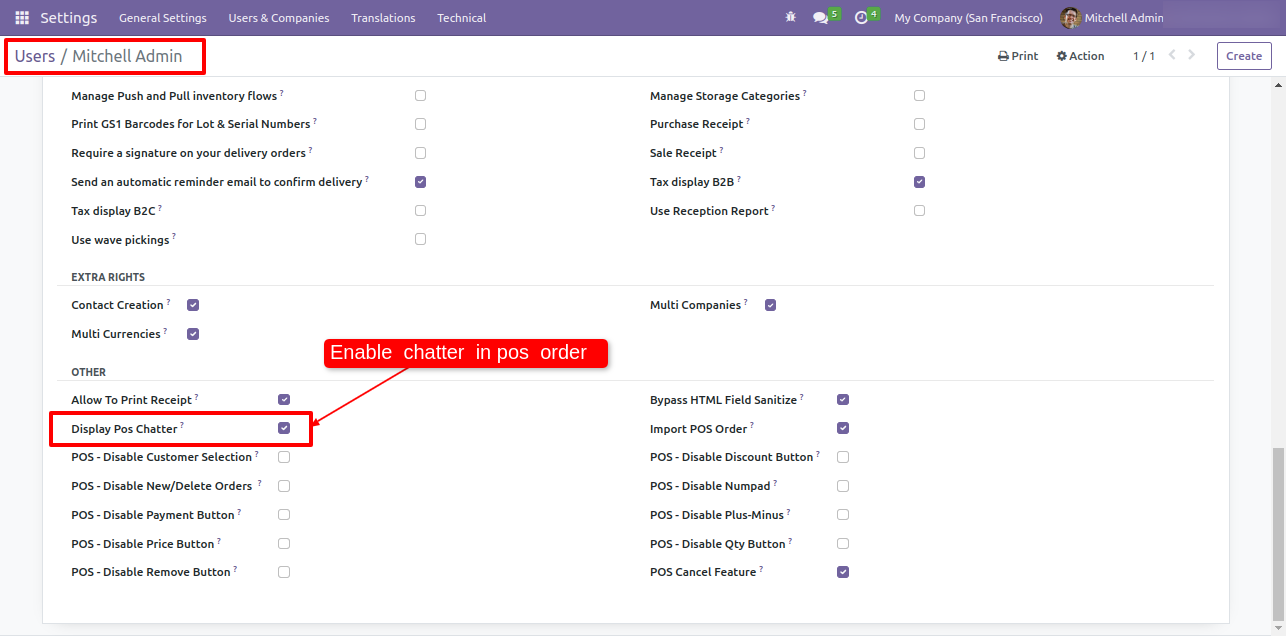 Settings General Settings Users & Companies Translations Technical 5 4 My Company (San Francisco) Mitchell Admin
Users / Mitchell Admin Print Action 1 / 1 Create
Manage Push and Pull inventory flows ? Manage Storage Categories ?
Print GS1 Barcodes for Lot & Serial Numbers ? Purchase Receipt ?
Require a signature on your delivery orders ? Sale Receipt ?
Send an automatic reminder email to confirm delivery ? Tax display B2B ?
Tax display B2C ? Use Reception Report ?
Use wave pickings ?
EXTRA RIGHTS
Contact Creation ? Multi Companies ?
Multi Currencies ?
Enable chatter in pos order
OTHER
Allow To Print Receipt ? Bypass HTML Field Sanitize ?
Display Pos Chatter ? Import POS Order ?
POS - Disable Customer Selection ? POS - Disable Discount Button ?
POS - Disable New/Delete Orders ? POS - Disable Numpad ?
POS - Disable Payment Button ? POS - Disable Plus-Minus ?
POS - Disable Price Button ? POS - Disable Qty Button ?
POS - Disable Remove Button ? POS Cancel Feature ?